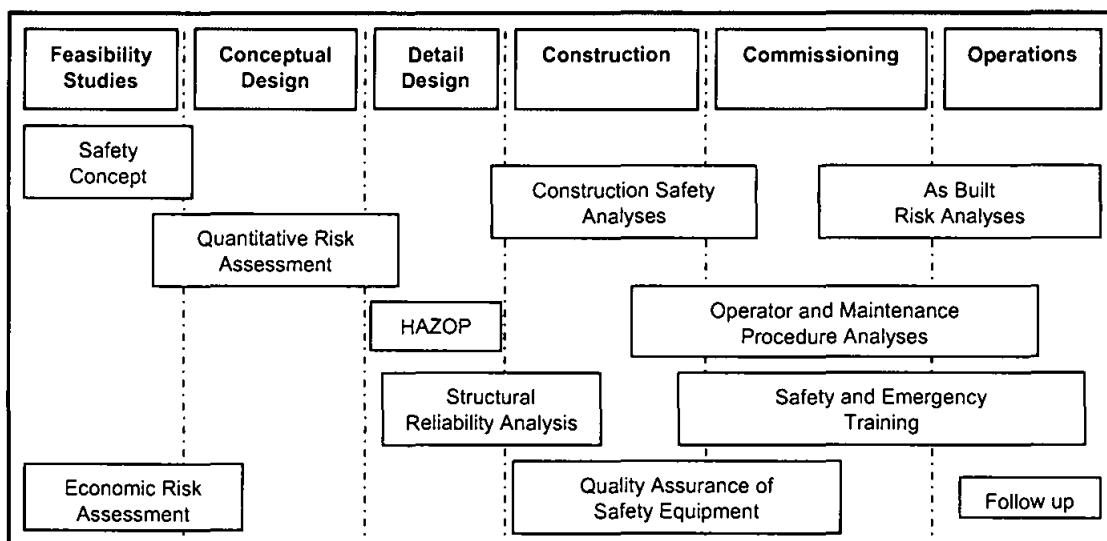 Feasibility
Studies
Conceptual
Design
Detail
Design
Construction
Commissioning
Operations
Safety
Concept
Construction Safety
Analyses
As Built
Risk Analyses
Quantitative Risk
Assessment
HAZOP
Operator and Maintenance
Procedure Analyses
Structural
Reliability Analysis
Safety and Emergency
Training
Economic Risk
Assessment
Quality Assurance of
Safety Equipment
Follow up